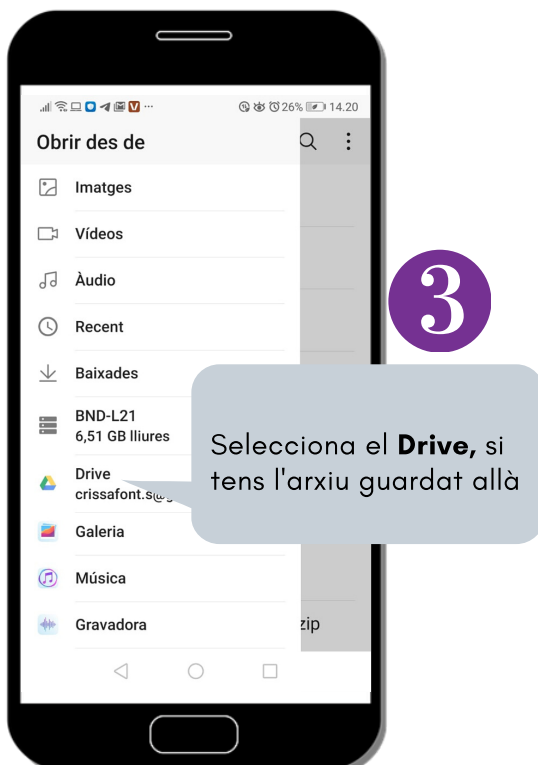 26% 14.20
Obrir des de
Imatges
Vídeos
Àudio
Recent
Baixades
BND-L21
6,51 GB lliures
Drive
crissafont.s@g
Galeria
Música
Gravadora
zip
3
Selecciona el Drive, si
tens l'arxiu guardat allà